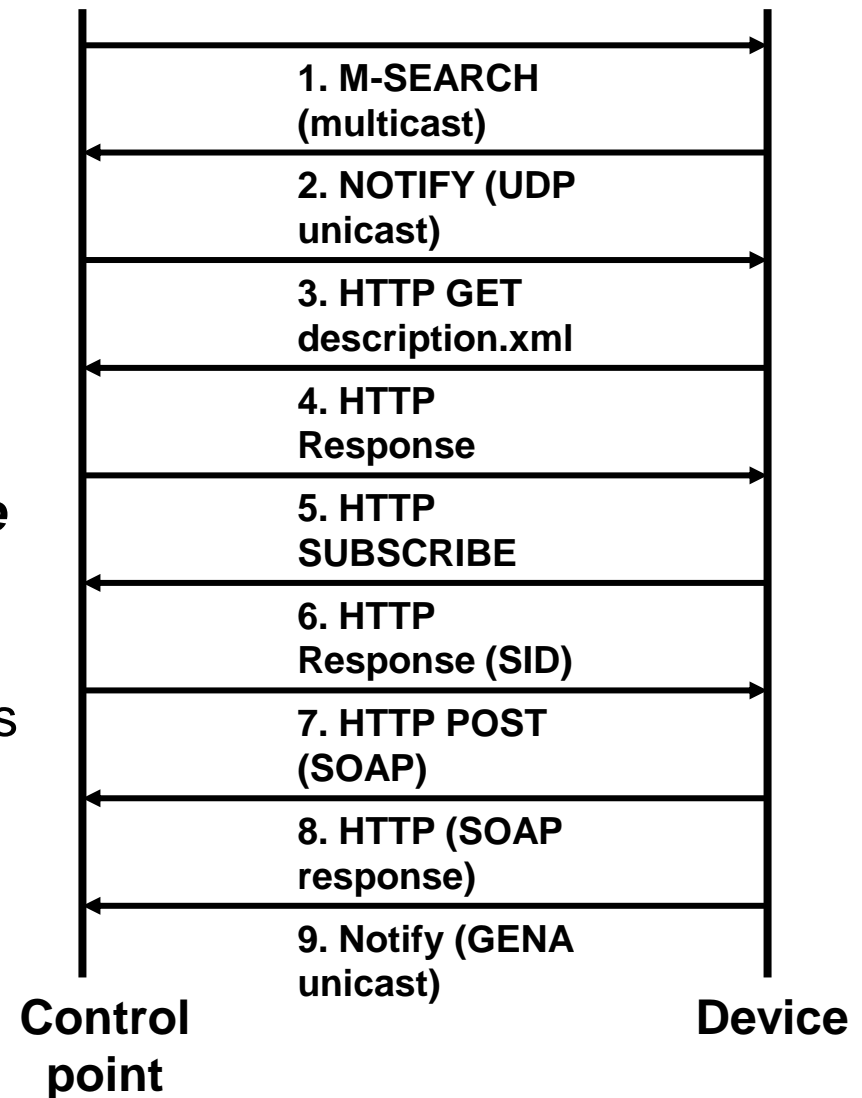 1. M-SEARCH
(multicast)
2. NOTIFY (UDP
unicast)
3. HTTP GET
description.xml
4. HTTP
Response
5. HTTP
SUBSCRIBE
6. HTTP
Response (SID)
7. HTTP POST
(SOAP)
8. HTTP (SOAP
response)
9. Notify (GENA
unicast)
Control
point
Device